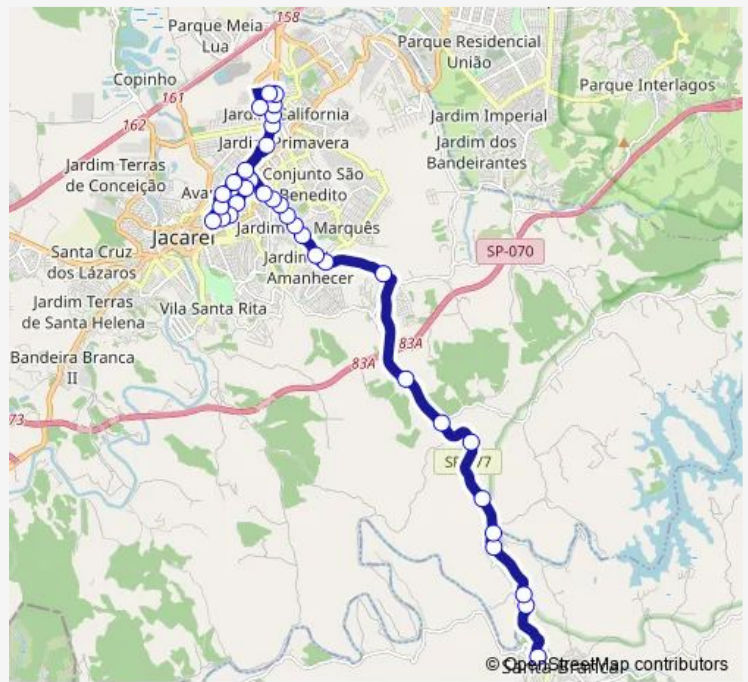 158
Parque Meia
Lua
Parque Residencial
União
Copinho
161
Parque Interlagos
162
California
Jardim Imperial
Primavera
Jardim dos
Bandeirantes
Jardim Terras
de Conceição
Conjunto São
Benedito
Jacareí
Jardim
Marquês
SP-070
Santa Cruz
dos Lázaros
Amanhecer
Jardim Terras
de Santa Helena
Vila Santa Rita
83A
Bandeira Branca
II
83A
73
© OpenStreetMap contributors